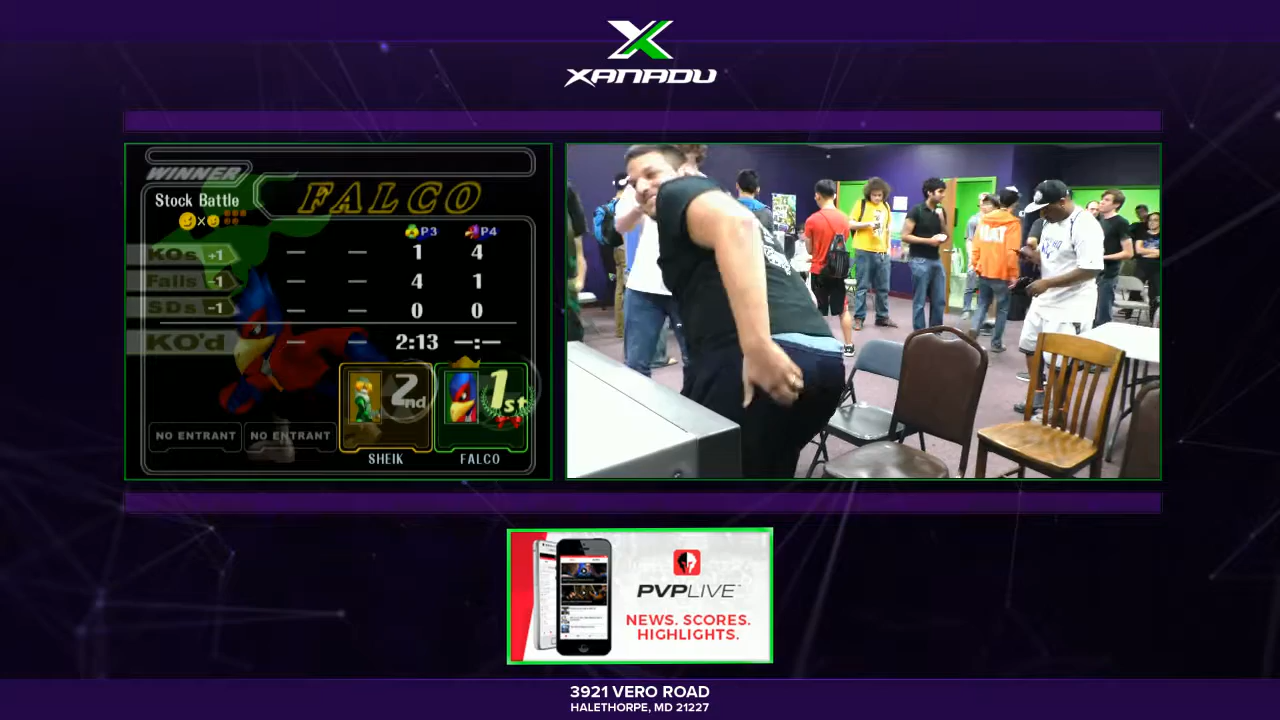 XANADU
WINNER
FALCO
Stock Battle
P3 P4
KOs +1 — — 1 4
Falls -1 — — 4 1
SDs -1 — — 0 0
KO'd — — 2:13 —:—
2nd 1st
NO ENTRANT NO ENTRANT
SHEIK FALCO
PVPLIVE
NEWS. SCORES.
HIGHLIGHTS.
3921 VERO ROAD
HALETHORPE, MD 21227